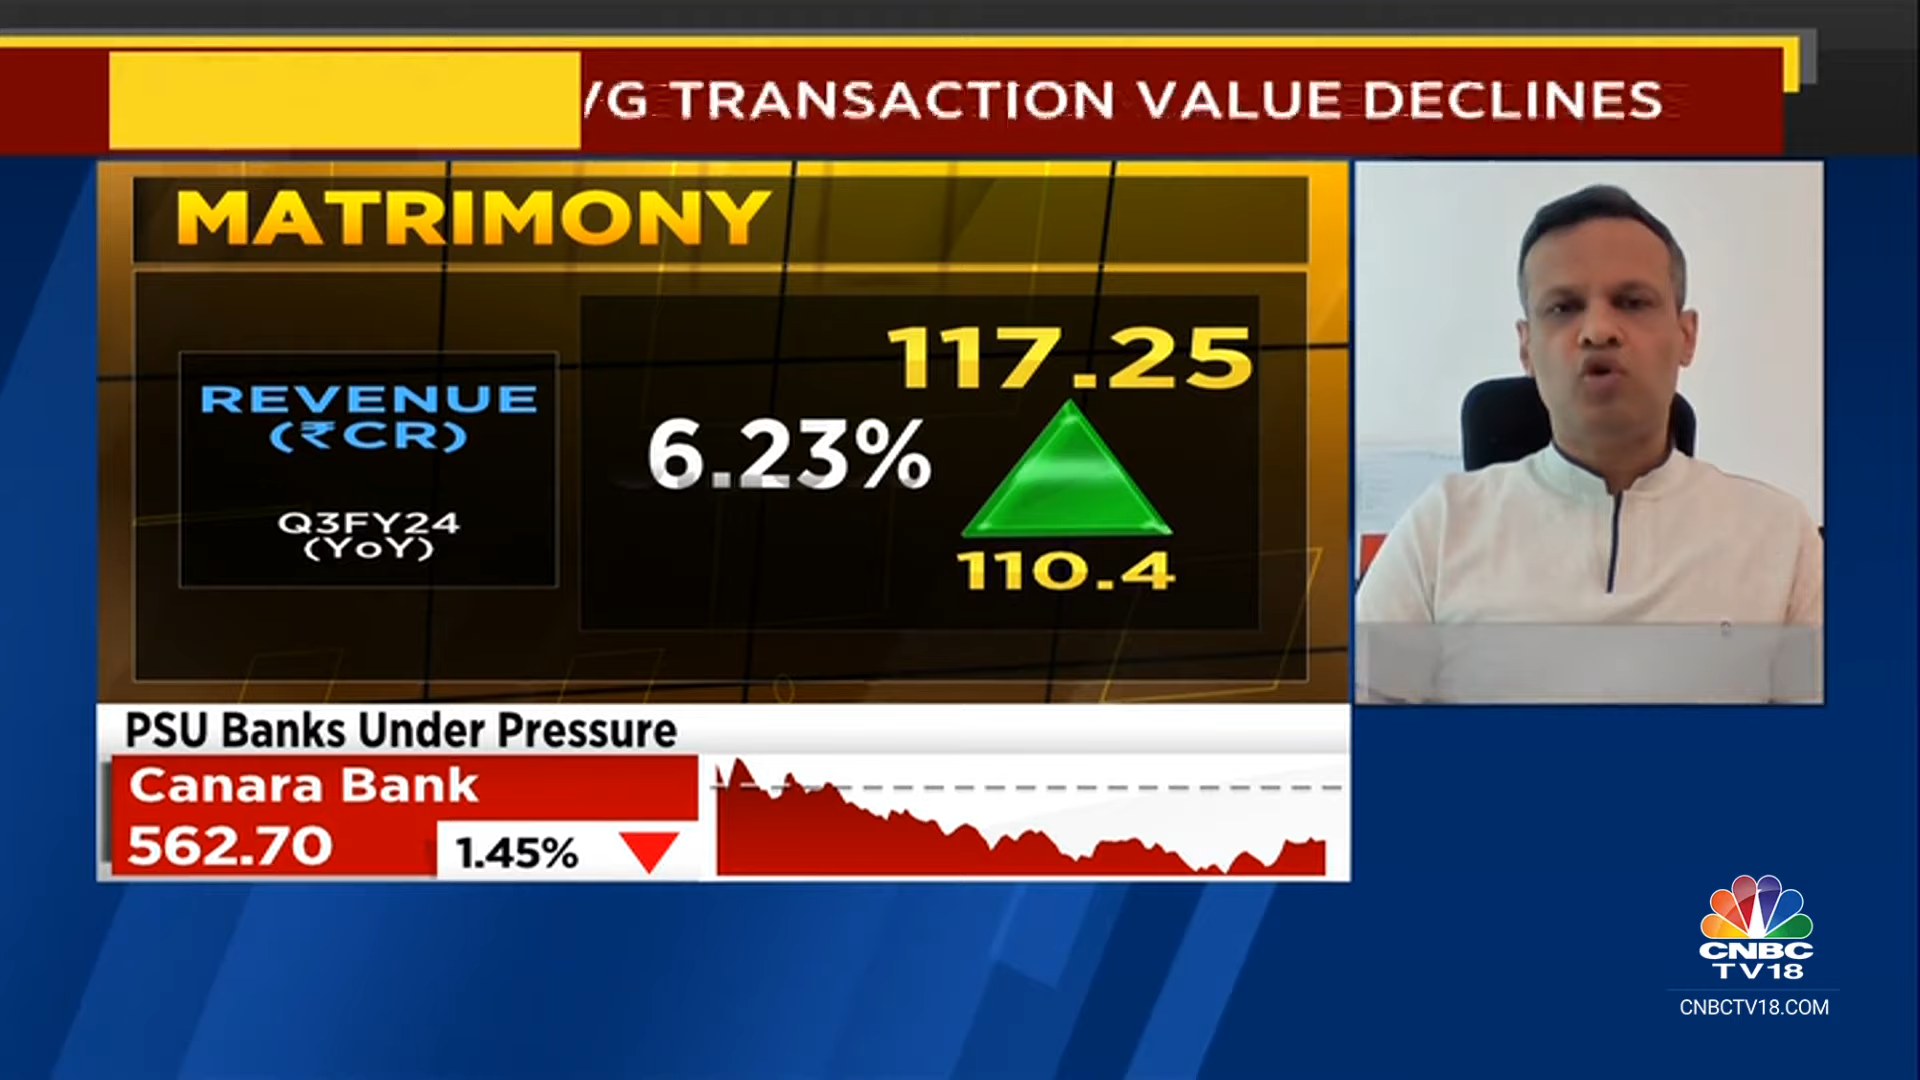 /G TRANSACTION VALUE DECLINES
MATRIMONY
REVENUE
(₹CR)
Q3FY24
(YoY)
117.25
6.23%
110.4
PSU Banks Under Pressure
Canara Bank
562.70
1.45%
CNBC
TV18
CNBCTV18.COM